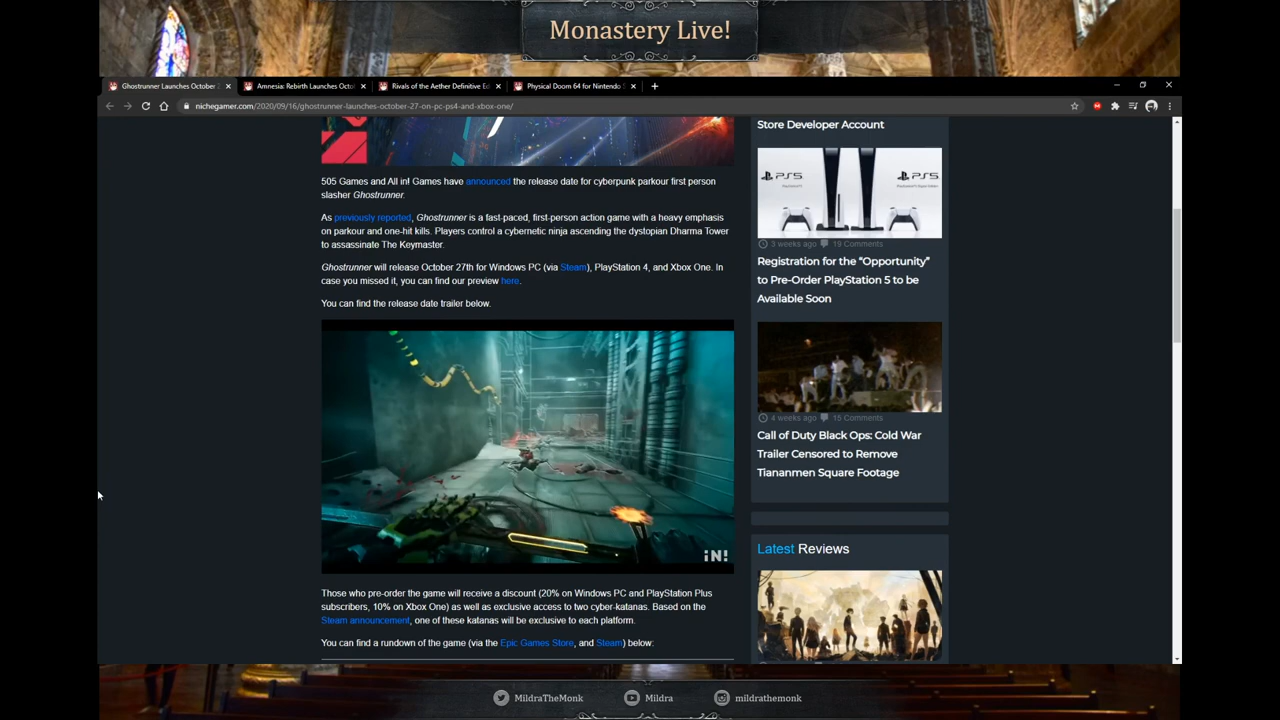 Monastery Live!
Ghostrunner Launches October
Amnesia: Rebirth Launches Oct
Rivals of the Aether Definitive E
Physical Doom 64 for Nintendo
nichegamer.com/2020/09/16/ghostrunner-launches-october-27-on-pc-ps4-and-xbox-one/
505 Games and All in! Games have announced the release date for cyberpunk parkour first person
slasher Ghostrunner.
As previously reported, Ghostrunner is a fast-paced, first-person action game with a heavy emphasis
on parkour and one-hit kills. Players control a cybernetic ninja ascending the dystopian Dharma Tower
to assassinate The Keymaster.
Ghostrunner will release October 27th for Windows PC (via Steam), PlayStation 4, and Xbox One. In
case you missed it, you can find our preview here.
You can find the release date trailer below.
iN!
Those who pre-order the game will receive a discount (20% on Windows PC and PlayStation Plus
subscribers, 10% on Xbox One) as well as exclusive access to two cyber-katanas. Based on the
Steam announcement, one of these katanas will be exclusive to each platform.
You can find a rundown of the game (via the Epic Games Store, and Steam) below:
Store Developer Account
PS5
PS5
3 weeks ago 19 Comments
Registration for the “Opportunity”
to Pre-Order PlayStation 5 to be
Available Soon
4 weeks ago 15 Comments
Call of Duty Black Ops: Cold War
Trailer Censored to Remove
Tiananmen Square Footage
Latest Reviews
MildraTheMonk
Mildra
mildrathemonk